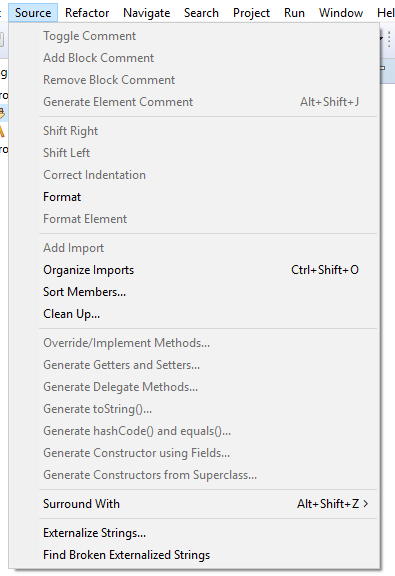 Source Refactor Navigate Search Project Run Window
Toggle Comment
Add Block Comment
Remove Block Comment
Generate Element Comment Alt+Shift+J
Shift Right
Shift Left
Correct Indentation
Format
Format Element
Add Import
Organize Imports Ctrl+Shift+O
Sort Members...
Clean Up...
Override/Implement Methods...
Generate Getters and Setters...
Generate Delegate Methods...
Generate toString()...
Generate hashCode() and equals()...
Generate Constructor using Fields...
Generate Constructors from Superclass...
Surround With Alt+Shift+Z >
Externalize Strings...
Find Broken Externalized Strings